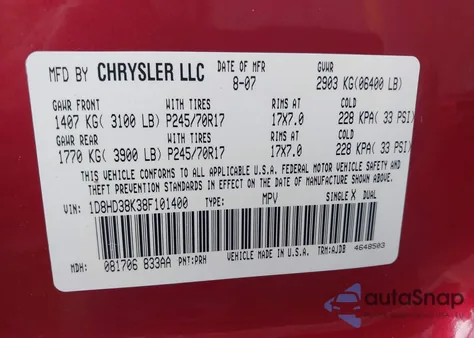 MFD BY CHRYSLER LLC DATE OF MFR 8-07 GVWR 2903 KG(06400 LB)
GAWR FRONT WITH TIRES RIMS AT COLD
1407 KG( 3100 LB) P245/70R17 17X7.0 228 KPA( 33 PSI)
GAWR REAR WITH TIRES RIMS AT COLD
1770 KG( 3900 LB) P245/70R17 17X7.0 228 KPA( 33 PSI)
THIS VEHICLE CONFORMS TO ALL APPLICABLE U.S.A. FEDERAL MOTOR VEHICLE SAFETY AND
THEFT PREVENTION STANDARDS IN EFFECT ON THE DATE OF MANUFACTURE SHOWN ABOVE.
VIN: 1D8HD38K38F101400 TYPE: MPV SINGLE X DUAL
MDH: 081706 833AA PNT:PRH VEHICLE MADE IN U.S.A. TRM:AJDB 4648503
autoSnap